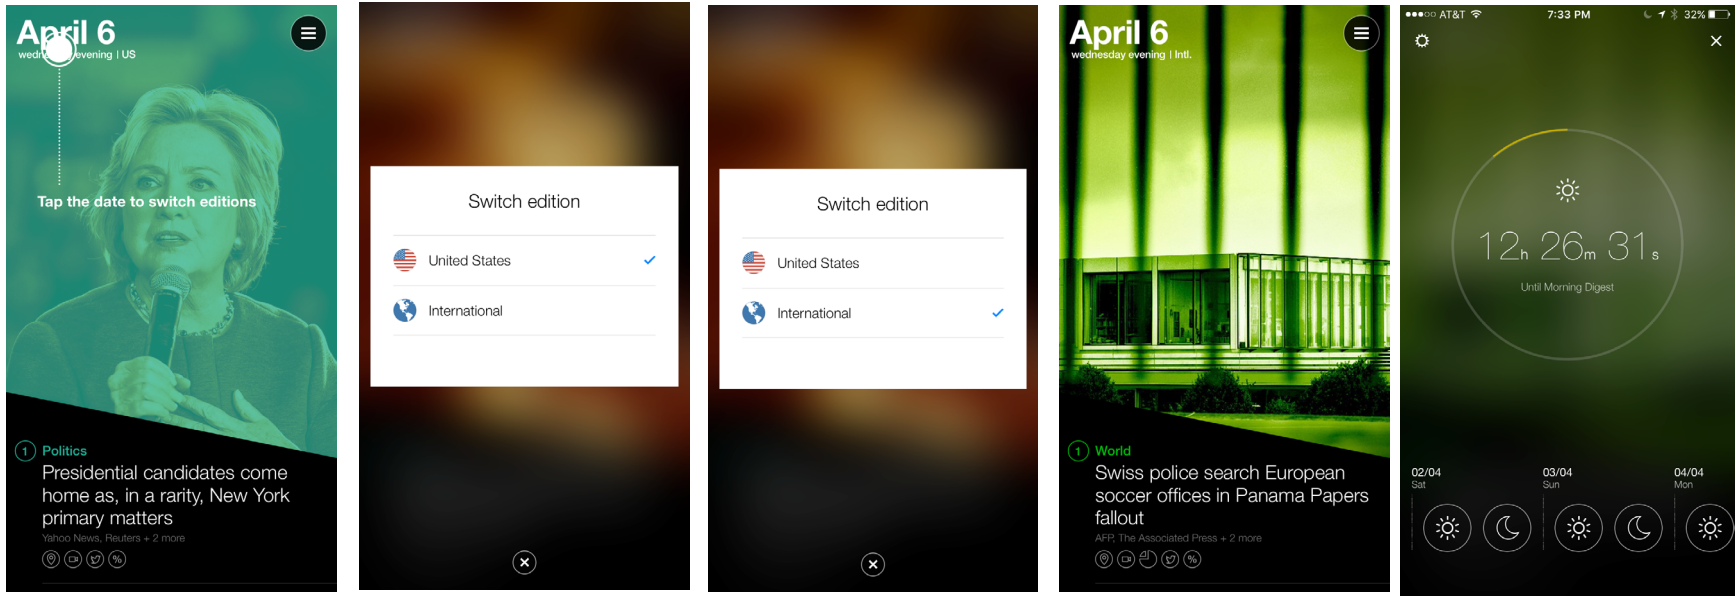 April 6
wednesday evening | US
Tap the date to switch editions
1 Politics
Presidential candidates come
home as, in a rarity, New York
primary matters
Yahoo News, Reuters + 2 more
%
Switch edition
United States
International
Switch edition
United States
International
April 6
wednesday evening | Intl.
1 World
Swiss police search European
soccer offices in Panama Papers
fallout
AFP, The Associated Press + 2 more
%
AT&T 7:33 PM 32%
12h 26m 31s
Until Morning Digest
02/04 03/04 04/04
Sat Sun Mon